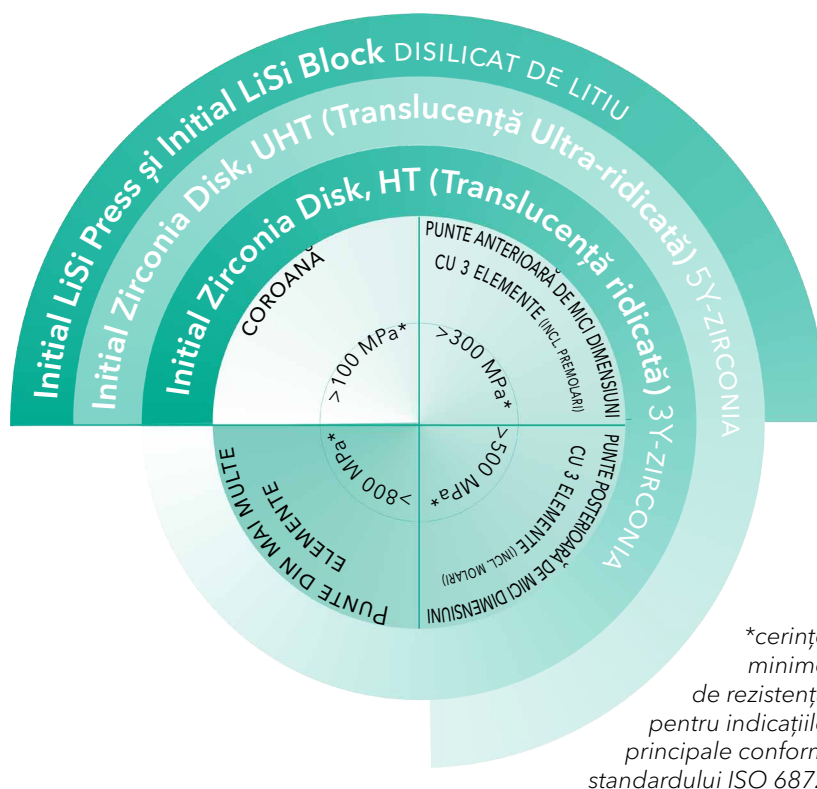 Initial LiSi Press și Initial LiSi Block DISILICAT DE LITIU
Initial Zirconia Disk, UHT (Translucență Ultra-ridicată) 5Y-ZIRCONIA
Initial Zirconia Disk, HT (Translucență ridicată) 3Y-ZIRCONIA
COROANĂ
>100 MPa*
PUNTE ANTERIOARĂ DE MICI DIMENSIUNI
CU 3 ELEMENTE (INCL. PREMOLARI)
>300 MPa*
PUNTE POSTERIOARĂ DE MICI DIMENSIUNI
CU 3 ELEMENTE (INCL. MOLARI)
>500 MPa*
PUNTE DIN MAI MULTE
ELEMENTE
>800 MPa*
*cerinț
minim
de rezistenț
pentru indicațiil
principale conform
standardului ISO 687